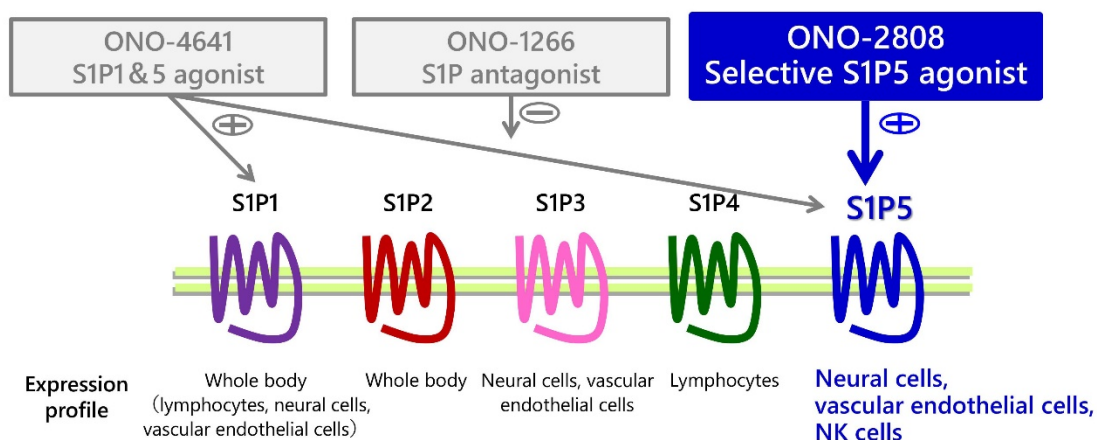 ONO-4641
S1P1&5 agonist
ONO-1266
S1P antagonist
ONO-2808
Selective S1P5 agonist
+
−
+
S1P1
S1P2
S1P3
S1P4
S1P5
Expression
profile
Whole body
(lymphocytes, neural cells,
vascular endothelial cells)
Whole body
Neural cells, vascular
endothelial cells
Lymphocytes
Neural cells,
vascular endothelial cells,
NK cells